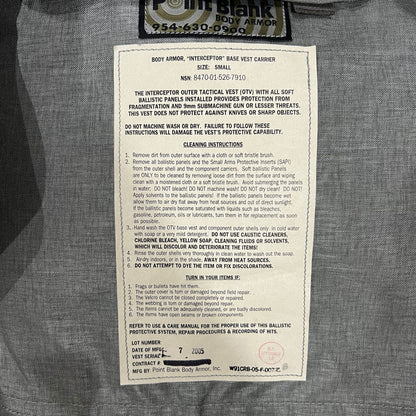 Point Blank
BODY ARMOR
954-630-0900
BODY ARMOR, "INTERCEPTOR" BASE VEST CARRIER
SIZE: SMALL
NSN: 8470-01-526-7910
THE INTERCEPTOR OUTER TACTICAL VEST (OTV) WITH ALL SOFT
BALLISTIC PANELS INSTALLED PROVIDES PROTECTION FROM
FRAGMENTATION AND 9mm SUBMACHINE GUN OR LESSER THREATS.
THIS VEST DOES NOT PROTECT AGAINST KNIVES OR SHARP OBJECTS.
DO NOT MACHINE WASH OR DRY. FAILURE TO FOLLOW THESE
INSTRUCTIONS WILL DAMAGE THE VEST'S PROTECTIVE CAPABILITY.
CLEANING INSTRUCTIONS
1. Remove dirt from outer surface with a cloth or soft bristle brush.
2. Remove all ballistic panels and the Small Arms Protective Inserts (SAPI)
from the outer shell and the component carriers. Soft Ballistic Panels
are ONLY to be cleaned by removing loose dirt from the surface and wiping
clean with a moistened cloth or a soft bristle brush. Avoid submerging the panels
in water. DO NOT bleach! DO NOT machine wash! DO NOT dry clean! DO NOT Apply
solvents to the ballistic panels! If the ballistic panels become wet
allow them to air dry flat away from heat sources and out of direct sunlight.
If the ballistic panels become saturated with liquids such as bleaches,
gasoline, petroleum, oils or lubricants, turn them in for replacement as soon
as possible.
3. Hand wash the OTV base vest and component outer shells only. in cold water
with soap or a very mild detergent. DO NOT USE CAUSTIC CLEANERS,
CHLORINE BLEACH, YELLOW SOAP, CLEANING FLUIDS OR SOLVENTS,
WHICH WILL DISCOLOR AND DETERIORATE THE ITEMS!
4. Rinse the outer shells thoroughly in clean water to wash out the soap.
5. Air dry indoors, or in the shade, AWAY FROM HEAT SOURCES.
6. DO NOT ATTEMPT TO DYE THE ITEM OR FIX DISCOLORATIONS.
TURN IN YOUR ITEMS IF:
1. Frags or bullets have hit them.
2. The outer cover is torn or damaged beyond field repair.
3. The Velcro cannot be closed completely or repaired.
4. The webbing is torn or damaged beyond repair.
5. The items cannot be adequately cleaned, or are badly discolored.
6. The items have open seams or broken components
REFER TO USE & CARE MANUAL FOR THE PROPER USE OF THIS BALLISTIC
PROTECTIVE SYSTEM, REPAIR PROCEDURES & RECORDING OF HITS.
LOT NUMBER
DATE OF MFG. 7 2005
VEST SERIAL
CONTRACT #
MFG BY: Point Blank Body Armor, Inc. W91CRB-05-F-0072